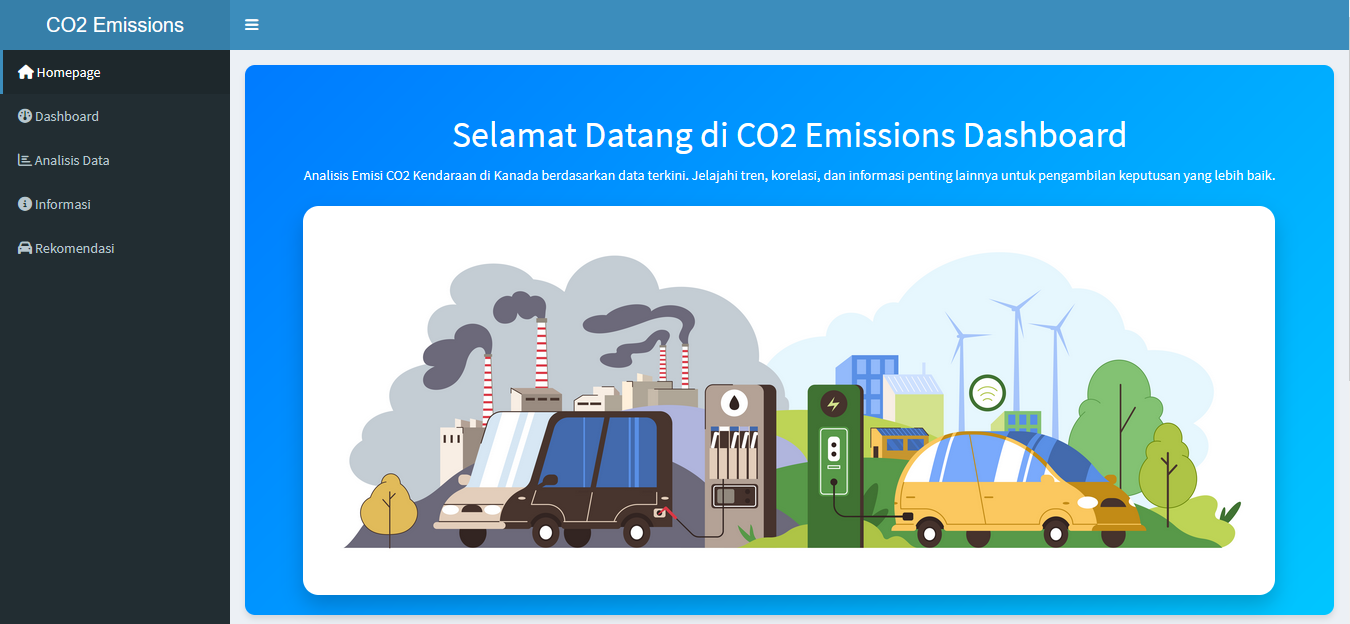 CO2 Emissions
Homepage
Dashboard
Analisis Data
Informasi
Rekomendasi
Selamat Datang di CO2 Emissions Dashboard
Analisis Emisi CO2 Kendaraan di Kanada berdasarkan data terkini. Jelajahi tren, korelasi, dan informasi penting lainnya untuk pengambilan keputusan yang lebih baik.